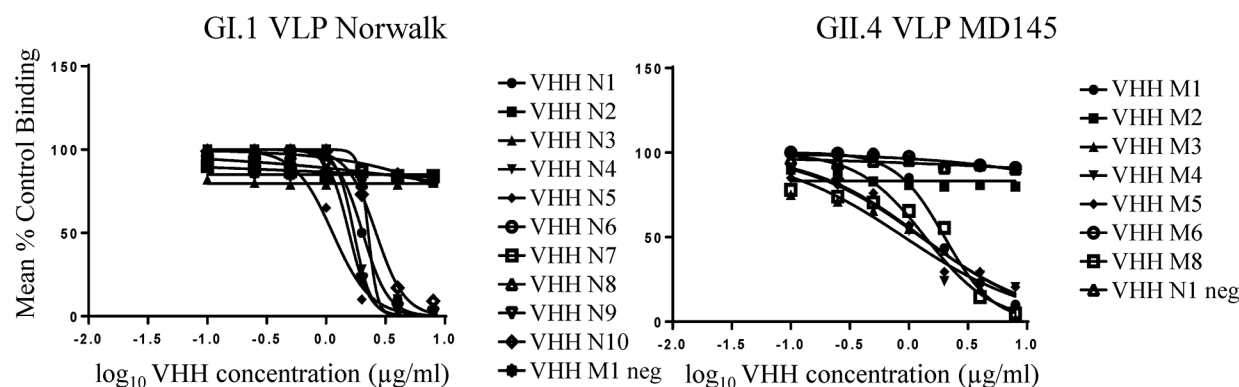 GI.1 VLP Norwalk
Mean % Control Binding
150
100
50
0
-2.0 -1.5 -1.0 -0.5 0.0 0.5 1.0
log10 VHH concentration (µg/ml)
VHH N1
VHH N2
VHH N3
VHH N4
VHH N5
VHH N6
VHH N7
VHH N8
VHH N9
VHH N10
VHH M1 neg
GII.4 VLP MD145
150
100
50
0
-2.0 -1.5 -1.0 -0.5 0.0 0.5 1.0
log10 VHH concentration (µg/ml)
VHH M1
VHH M2
VHH M3
VHH M4
VHH M5
VHH M6
VHH M8
VHH N1 neg